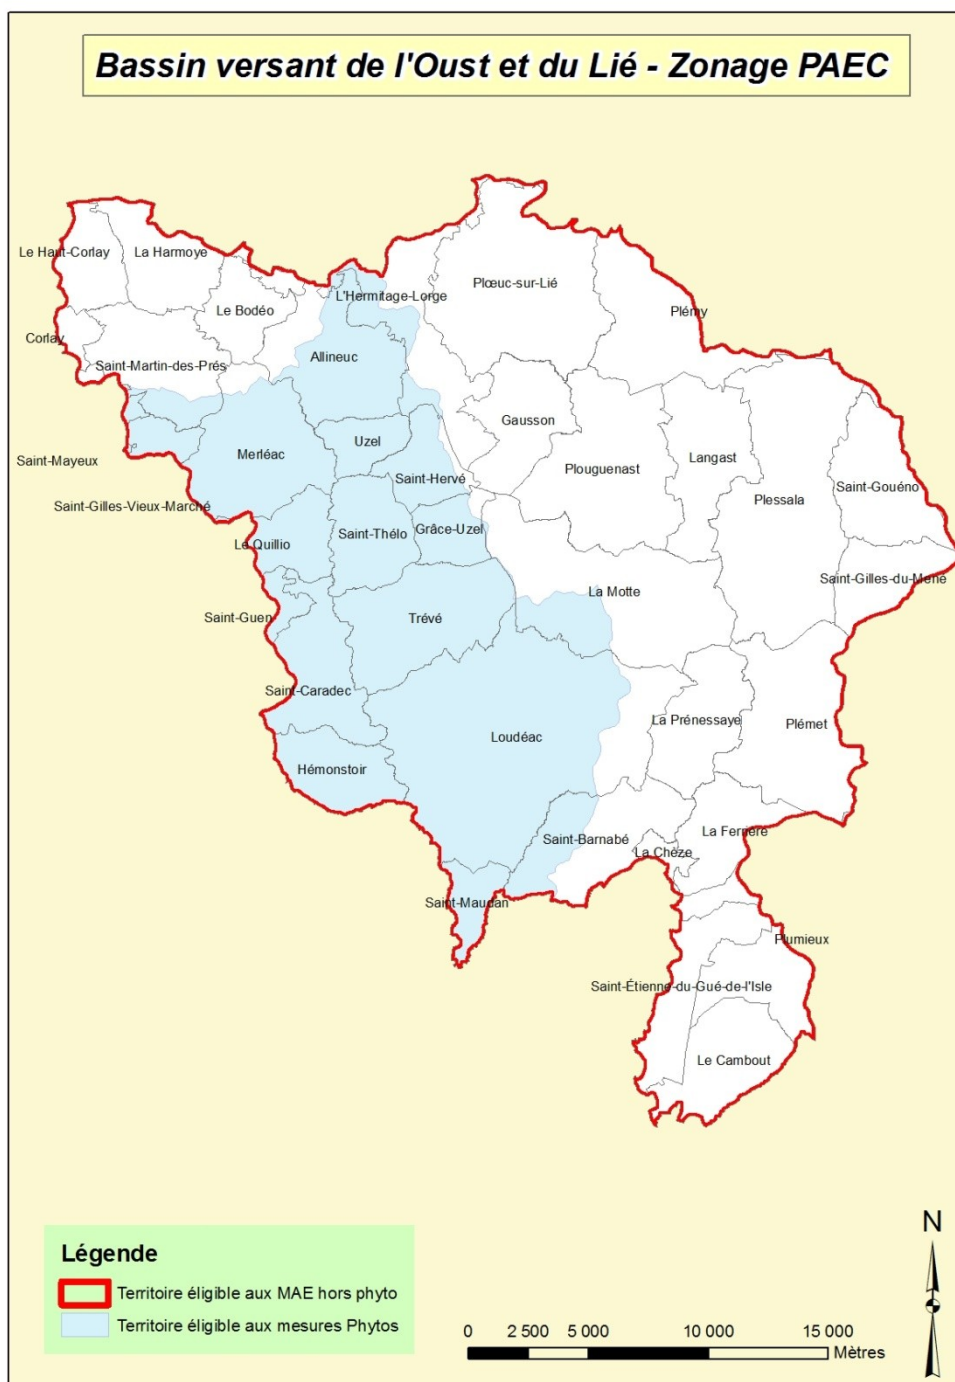 Bassin versant de l'Oust et du Lié - Zonage PAEC
Le Haut-Corlay
La Harmoye
Plœuc-sur-Lié
L'Hermitage-Lorge
Le Bodéo
Plémy
Corlay
Allineuc
Saint-Martin-des-Prés
Gausson
Uzel
Merléac
Plouguenast
Langast
Saint-Mayeux
Saint-Hervé
Saint-Gouéno
Plessala
Saint-Gilles-Vieux-Marché
Saint-Thélo
Grâce-Uzel
Le Quillio
Saint-Gilles-du-Mené
La Motte
Saint-Guen
Trévé
Saint-Caradec
La Prénessaye
Plémet
Loudéac
Hémonstoir
La Ferrière
Saint-Barnabé
La Chèze
Saint-Maudan
Plumieux
Saint-Étienne-du-Gué-de-l'Isle
Le Cambout
N
Légende
Territoire éligible aux MAE hors phyto
Territoire éligible aux mesures Phytos
0 2 500 5 000 10 000 15 000
Mètres